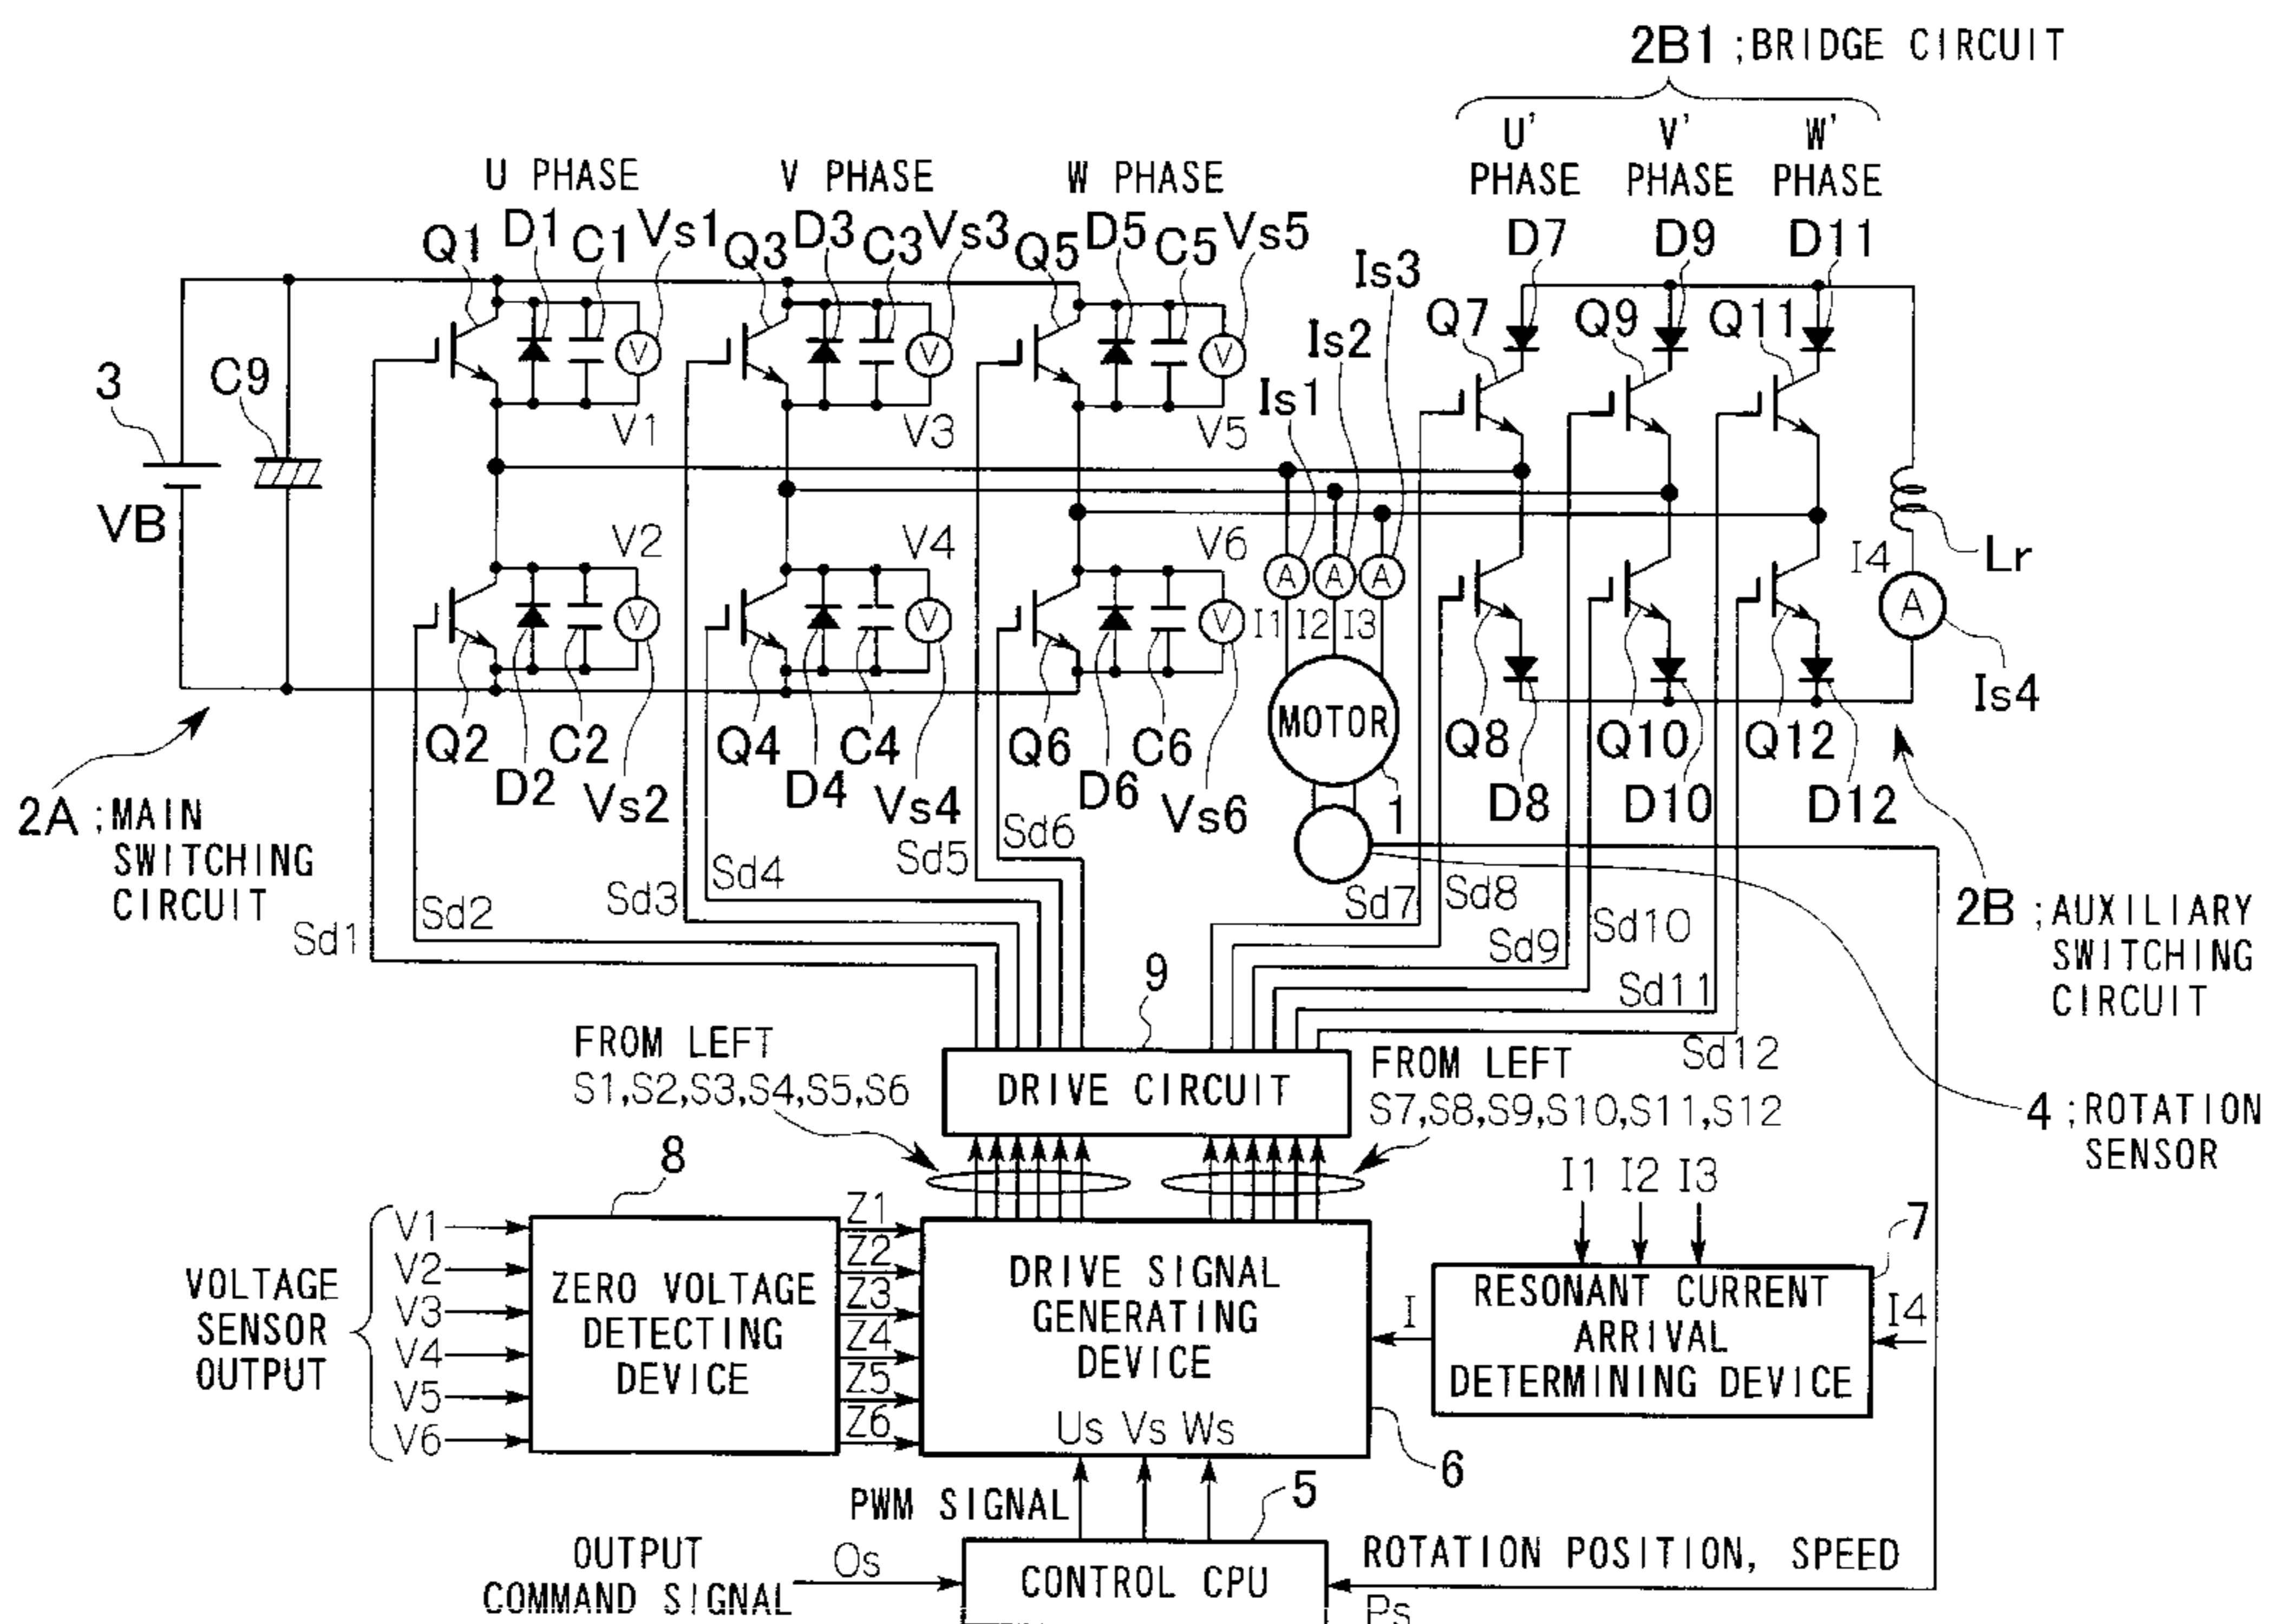 2B1 ;BRIDGE CIRCUIT
U' PHASE
V' PHASE
W' PHASE
U PHASE
V PHASE
W PHASE
Q1
D1
C1
Vs1
Q3
D3
C3
Vs3
Q5
D5
C5
Vs5
D7
D9
D11
Is3
Is2
Is1
Q7
Q9
Q11
3
C9
VB
V
V
V
V1
V3
V5
V2
V4
V6
V
V
V
A
A
A
I1
I2
I3
I4
Lr
A
Is4
MOTOR
1
Q2
D2
C2
Vs2
Q4
D4
C4
Vs4
Q6
D6
C6
Vs6
Q8
D8
Q10
D10
Q12
D12
2A ;MAIN
SWITCHING
CIRCUIT
2B ;AUXILIARY
SWITCHING
CIRCUIT
Sd1
Sd2
Sd3
Sd4
Sd5
Sd6
Sd7
Sd8
Sd9
Sd10
Sd11
Sd12
9
DRIVE CIRCUIT
FROM LEFT
S1,S2,S3,S4,S5,S6
FROM LEFT
S7,S8,S9,S10,S11,S12
4 ;ROTATION
SENSOR
8
VOLTAGE
SENSOR
OUTPUT
V1
V2
V3
V4
V5
V6
ZERO VOLTAGE
DETECTING
DEVICE
Z1
Z2
Z3
Z4
Z5
Z6
DRIVE SIGNAL
GENERATING
DEVICE
Us Vs Ws
6
I
I1 I2 I3
7
RESONANT CURRENT
ARRIVAL
DETERMINING DEVICE
I4
PWM SIGNAL
5
OUTPUT
COMMAND SIGNAL
Os
CONTROL CPU
ROTATION POSITION, SPEED
Ps